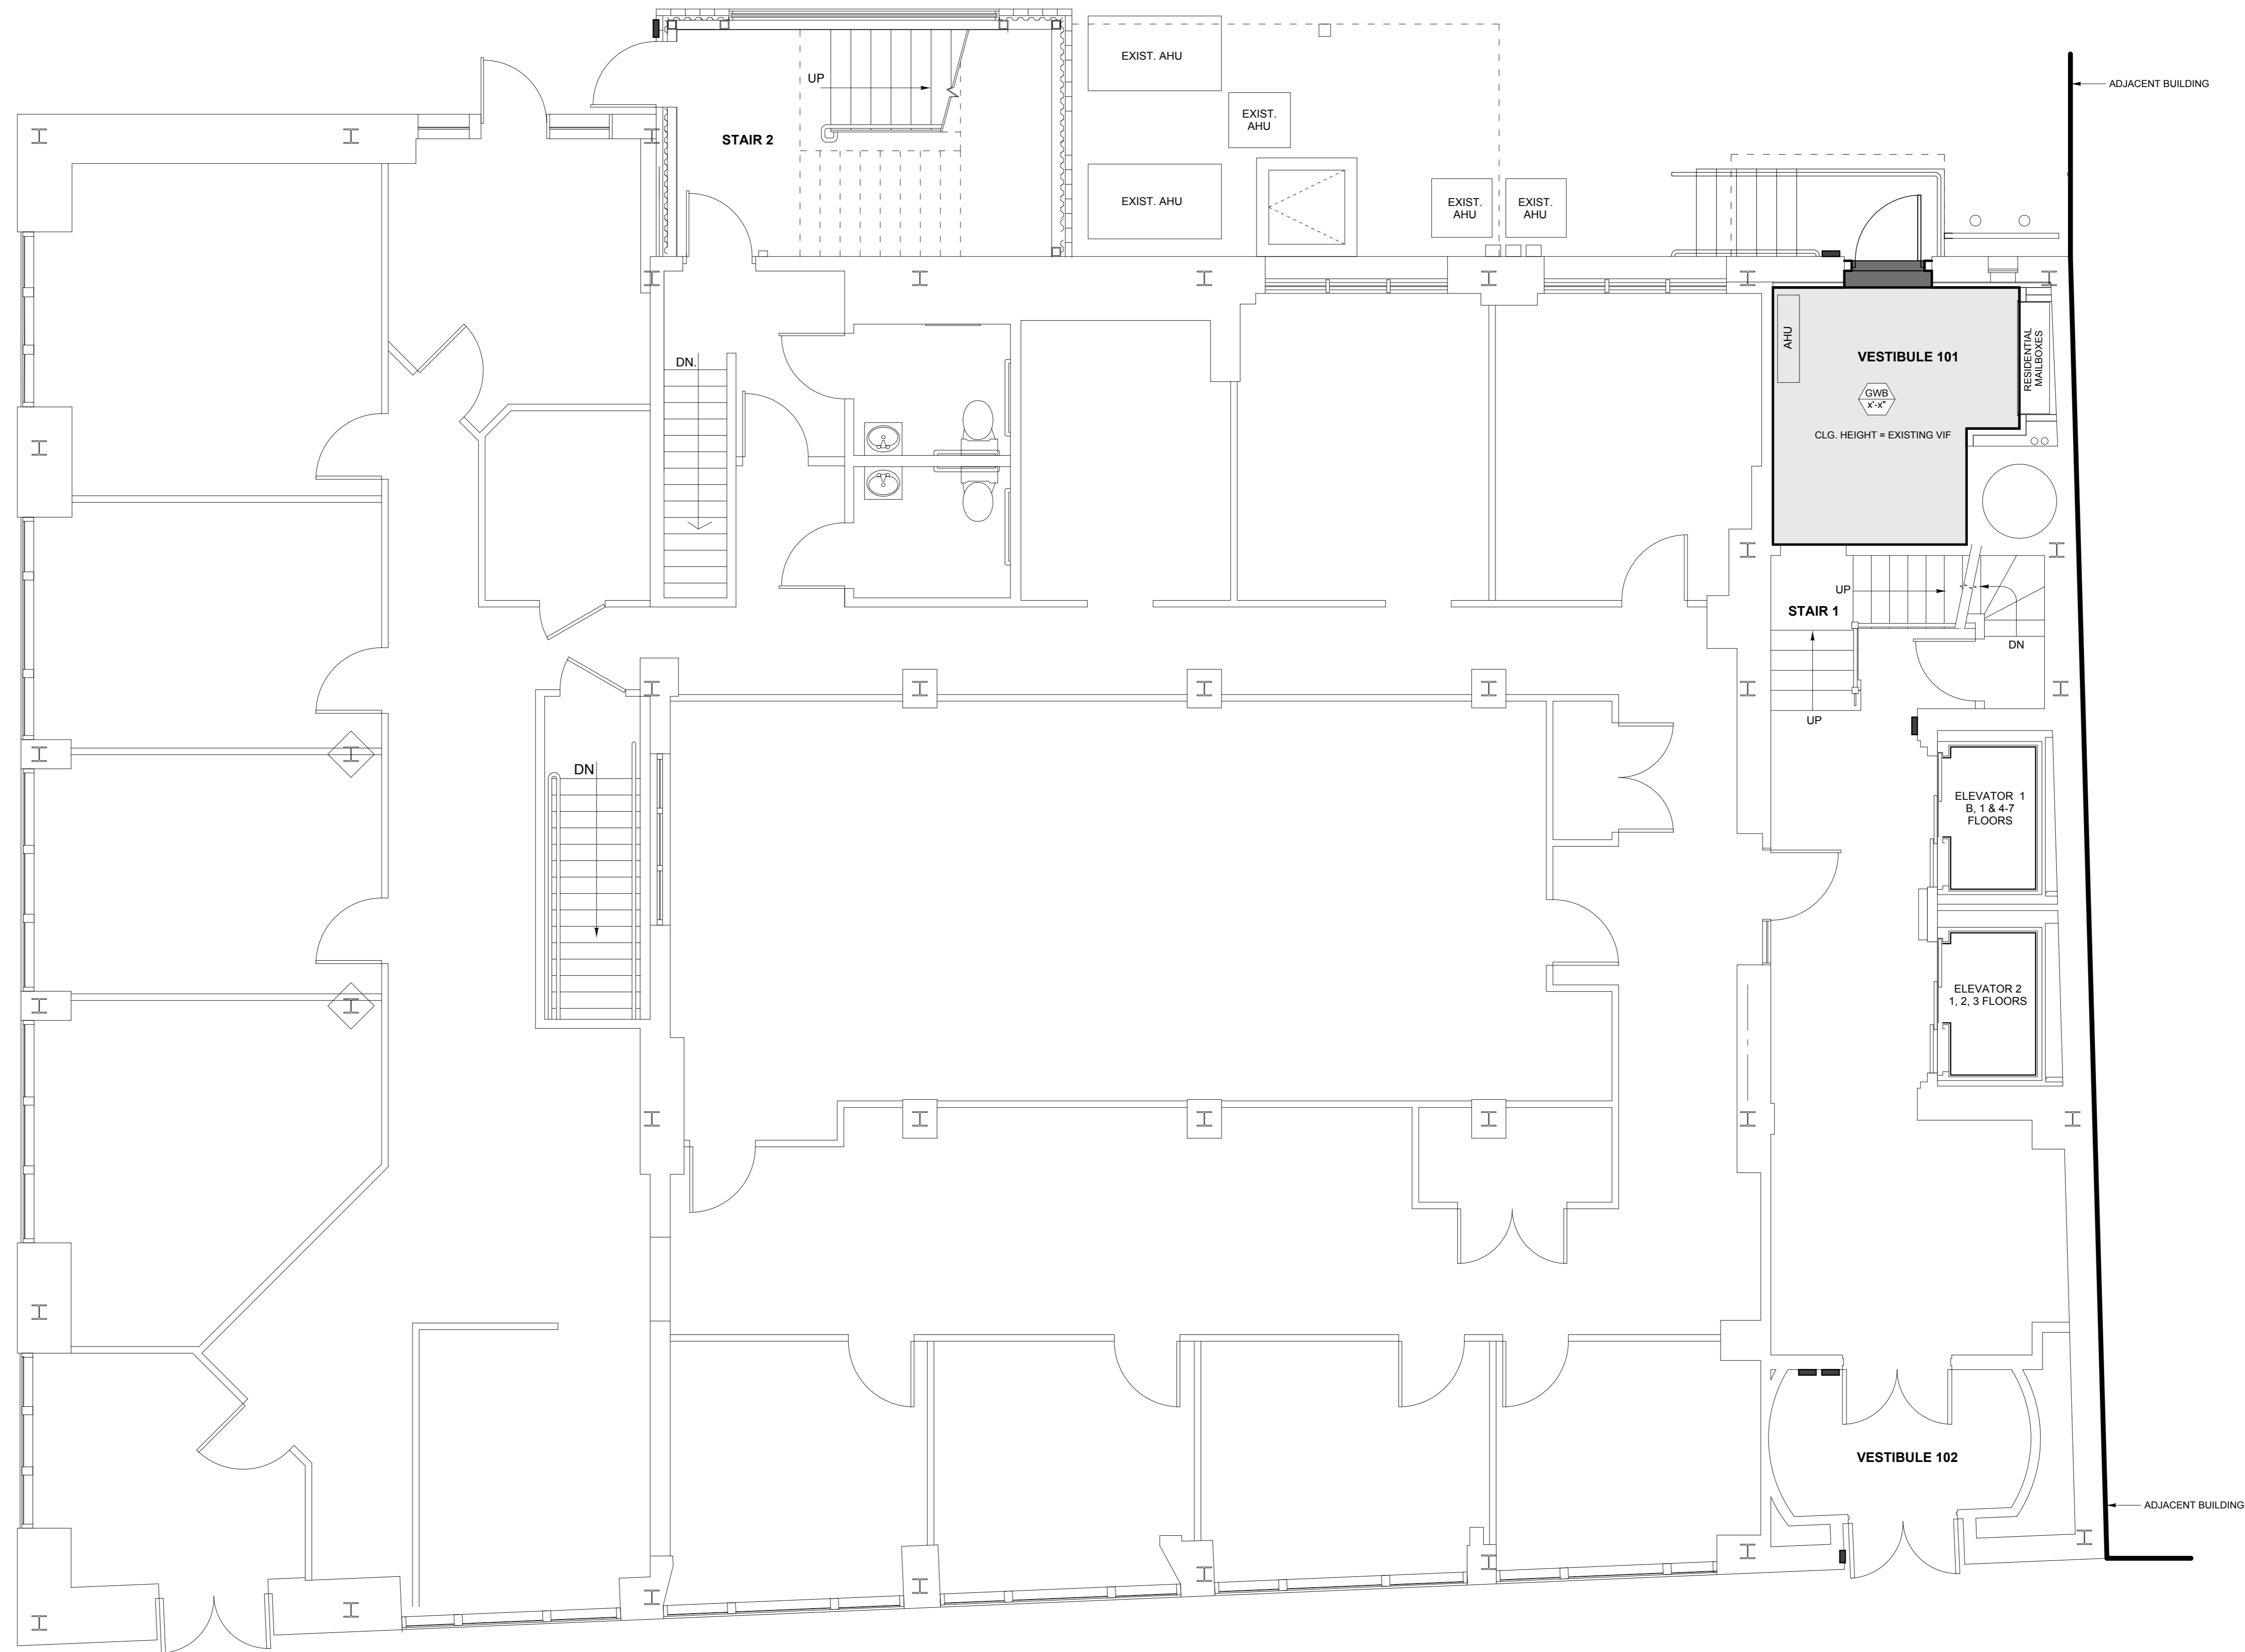 EXIST. AHU
UP
ADJACENT BUILDING
EXIST.
AHU
STAIR 2
EXIST. AHU
EXIST.
AHU
EXIST.
AHU
AHU
RESIDENTIAL
MAILBOXES
VESTIBULE 101
DN.
GWB
x'-x"
CLG. HEIGHT = EXISTING VIF
UP
STAIR 1
DN
UP
DN
ELEVATOR 1
B, 1 & 4-7
FLOORS
ELEVATOR 2
1, 2, 3 FLOORS
VESTIBULE 102
ADJACENT BUILDING